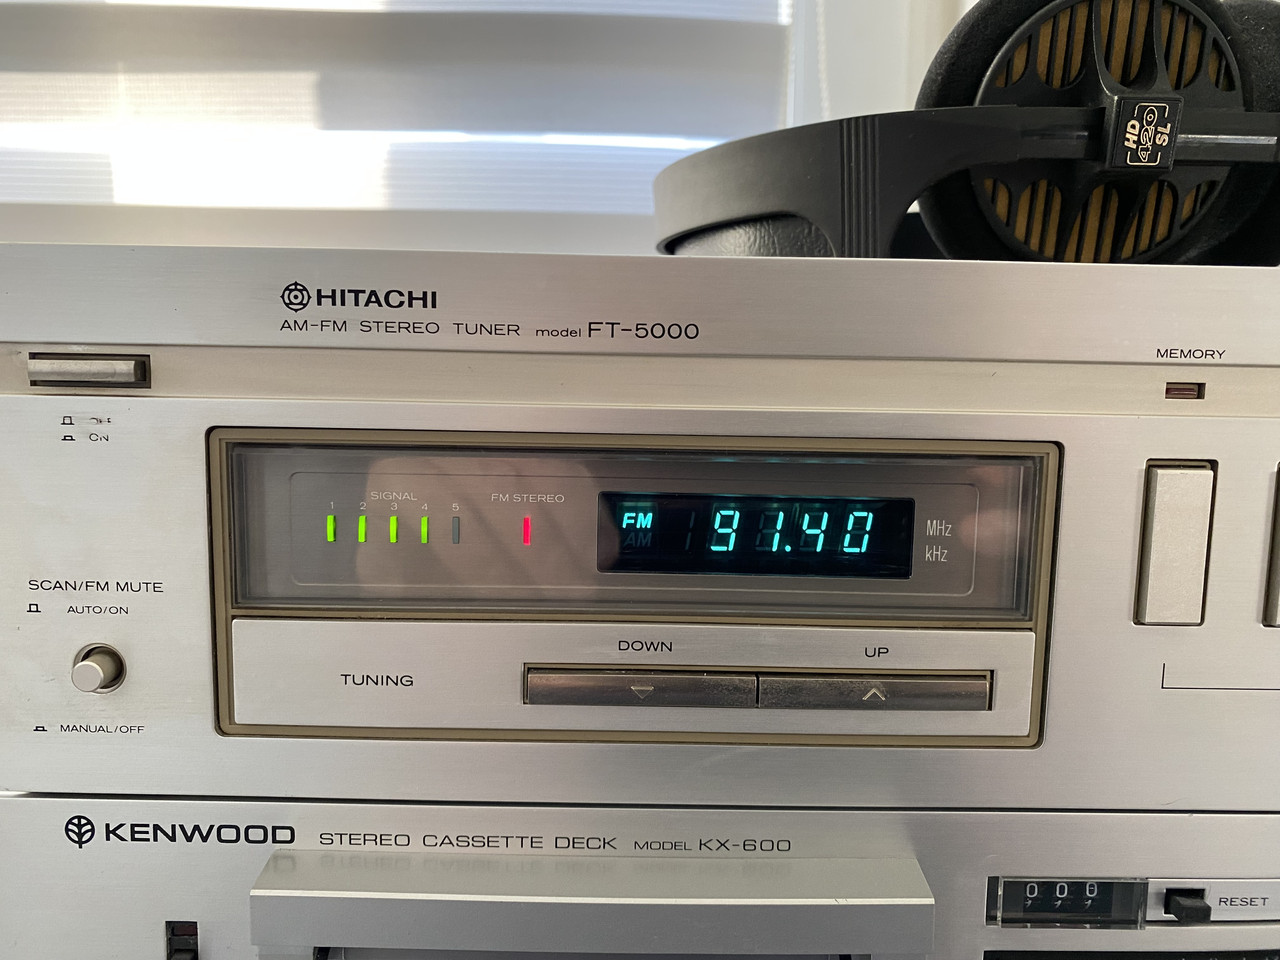 HD
420
SL
HITACHI
AM-FM STEREO TUNER model FT-5000
MEMORY
ON
SIGNAL
1 2 3 4 5
FM STEREO
FM
AM
91.40
MHz
kHz
SCAN/FM MUTE
AUTO/ON
MANUAL/OFF
TUNING
DOWN
UP
KENWOOD STEREO CASSETTE DECK MODEL KX-600
000
RESET